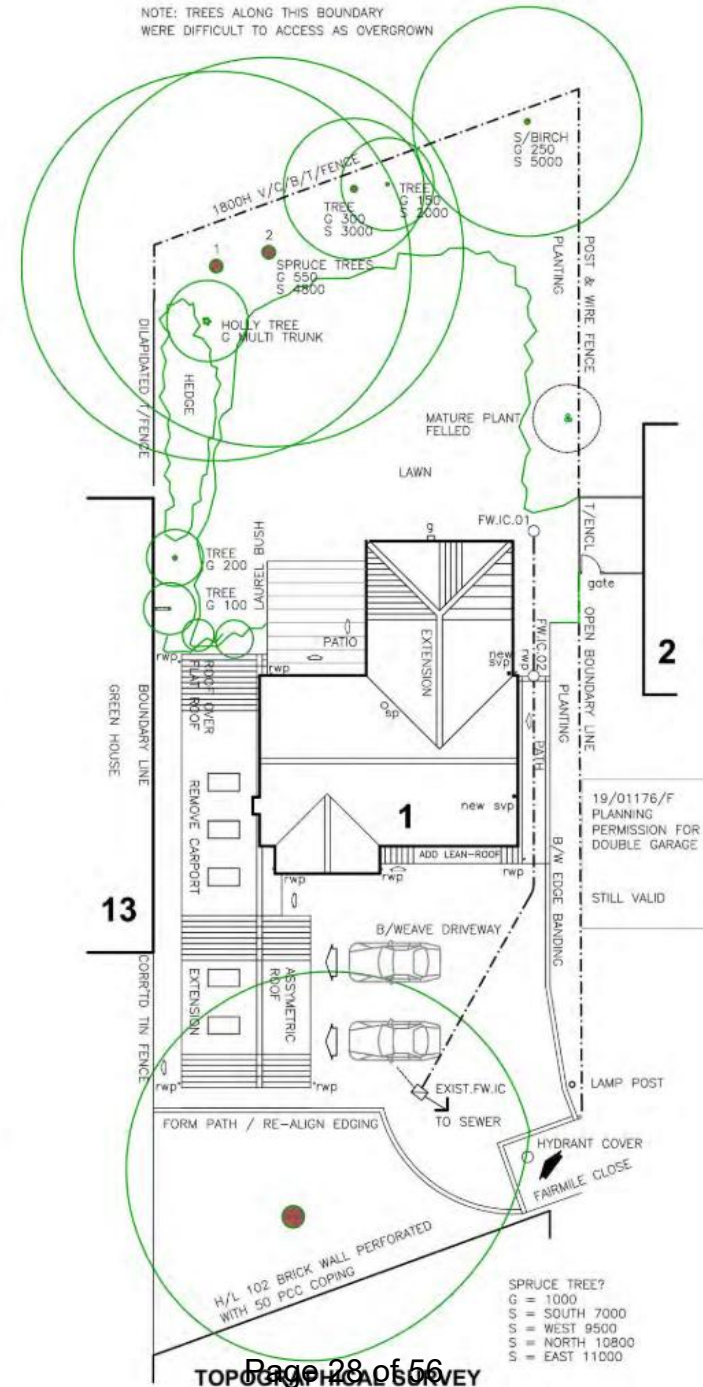 NOTE: TREES ALONG THIS BOUNDARY
WERE DIFFICULT TO ACCESS AS OVERGROWN
S/BIRCH
G 250
S 5000
1800H V/C/B/T/FENCE
TREE
G 150
S 2000
TREE
G 300
S 3000
1
2
SPRUCE TREES
G 550
S 4800
PLANTING
POST & WIRE FENCE
HOLLY TREE
G MULTI TRUNK
DILAPIDATED T/FENCE
HEDGE
MATURE PLANT
FELLED
LAWN
FW.IC.01
T/ENCL
g
gate
TREE
G 200
LAUREL BUSH
TREE
G 100
PATIO
EXTENSION
new
svp
rwp
FW.IC.02
OPEN BOUNDARY LINE
2
rwp
rwp
ROOF OVER
FLAT ROOF
sp
PLANTING
PATH
BOUNDARY LINE
GREEN HOUSE
REMOVE CARPORT
new svp
1
19/01176/F
PLANNING
PERMISSION FOR
DOUBLE GARAGE
STILL VALID
ADD LEAN-ROOF
B/W EDGE BANDING
rwp
rwp
rwp
13
B/WEAVE DRIVEWAY
CORR'TD TIN FENCE
EXTENSION
ASSYMETRIC
ROOF
rwp
rwp
EXIST.FW.IC
TO SEWER
LAMP POST
FORM PATH / RE-ALIGN EDGING
HYDRANT COVER
FAIRMILE CLOSE
H/L 102 BRICK WALL PERFORATED
WITH 50 PCC COPING
SPRUCE TREE?
G = 1000
S = SOUTH 7000
S = WEST 9500
S = NORTH 10800
S = EAST 11000
Page 28 of 56
TOPOGRAPHICAL SURVEY